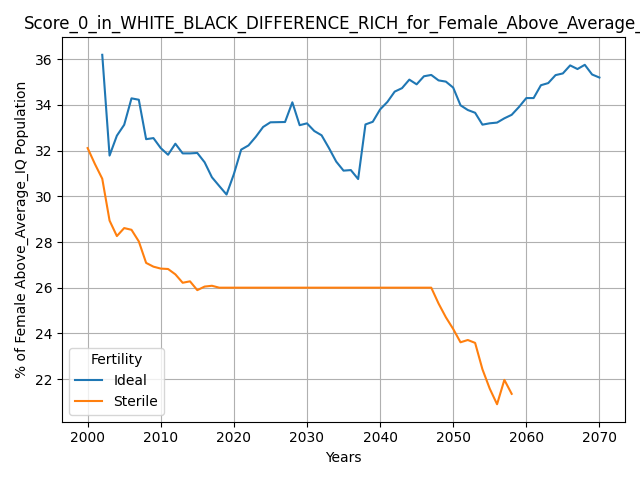 Score_0_in_WHITE_BLACK_DIFFERENCE_RICH_for_Female_Above_Average_
% of Female Above_Average_IQ Population
36
34
32
30
28
26
24
22
Fertility
Ideal
Sterile
2000 2010 2020 2030 2040 2050 2060 2070
Years